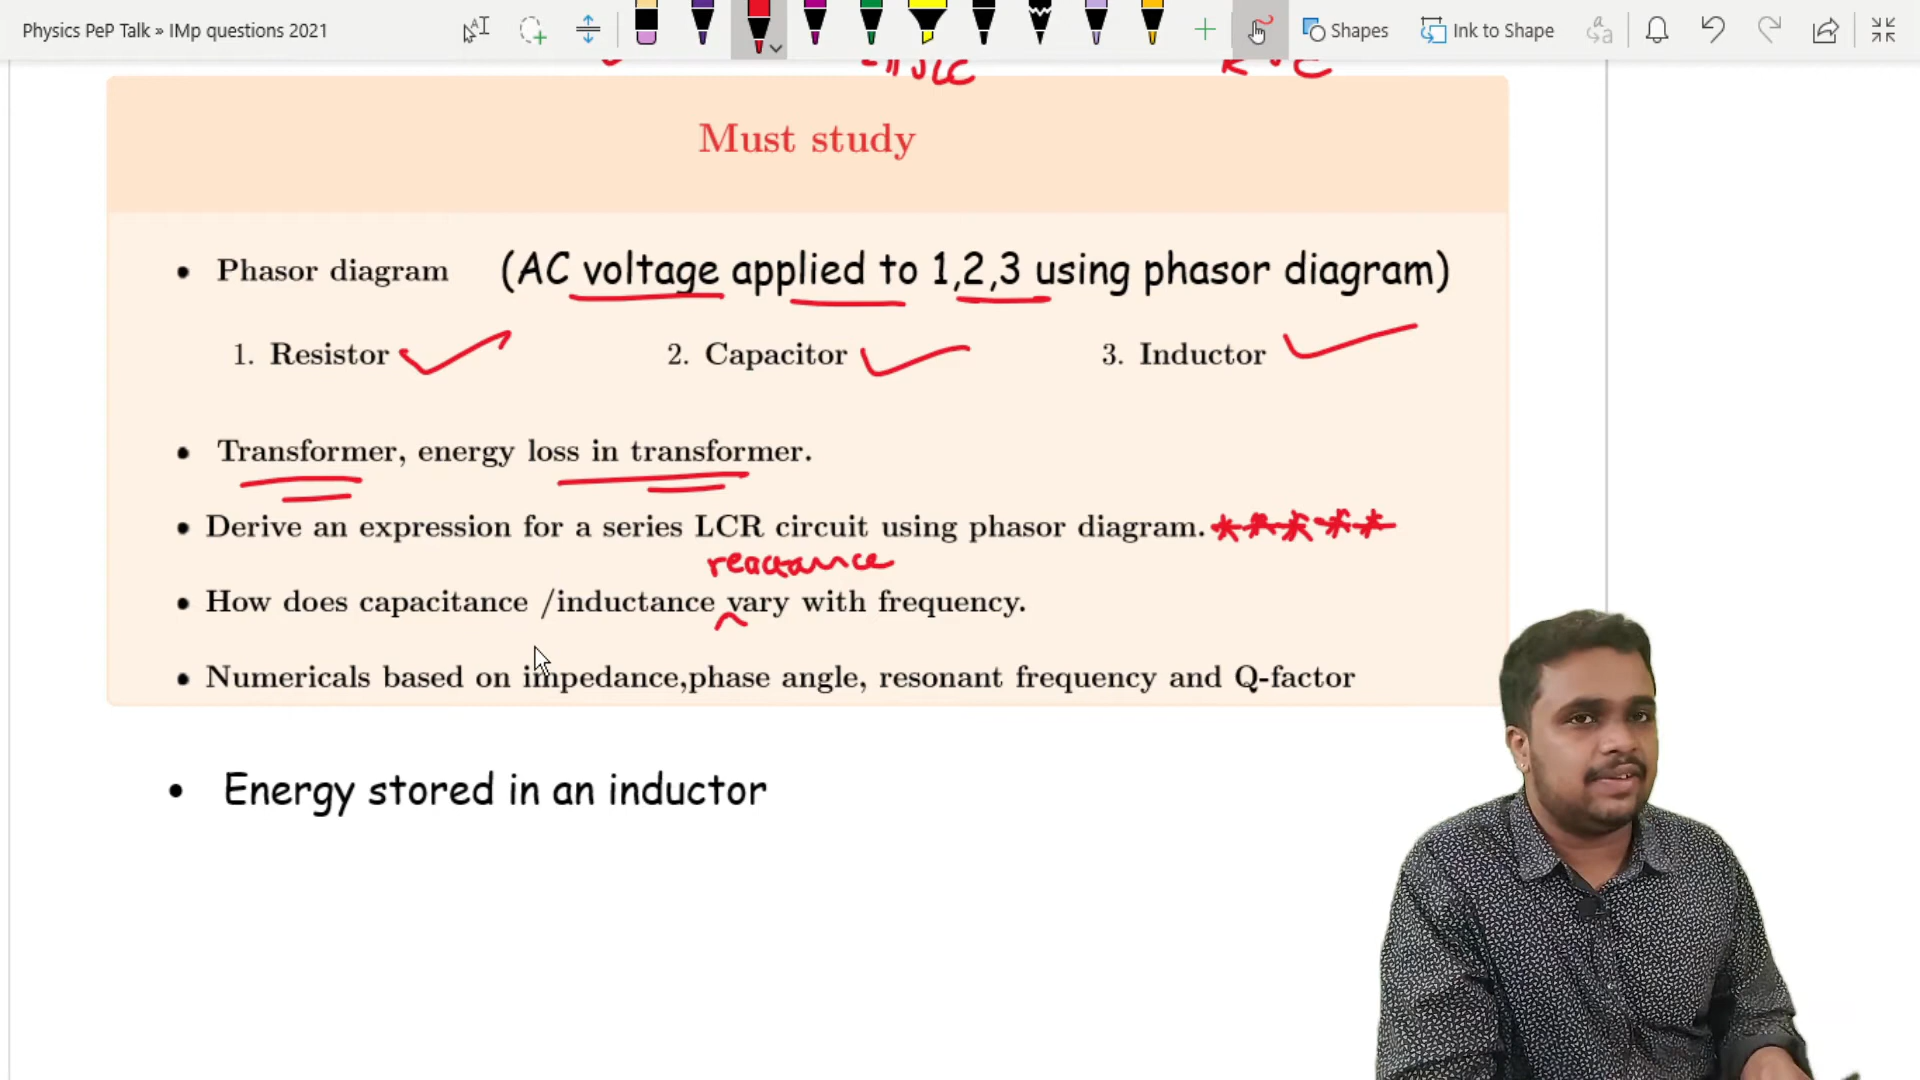 Physics PeP Talk » IMp questions 2021
Shapes
Ink to Shape
Must study
• Phasor diagram (AC voltage applied to 1,2,3 using phasor diagram)
1. Resistor 2. Capacitor 3. Inductor
• Transformer, energy loss in transformer.
• Derive an expression for a series LCR circuit using phasor diagram. *****
reactance
• How does capacitance /inductance vary with frequency.
• Numericals based on impedance,phase angle, resonant frequency and Q-factor
• Energy stored in an inductor